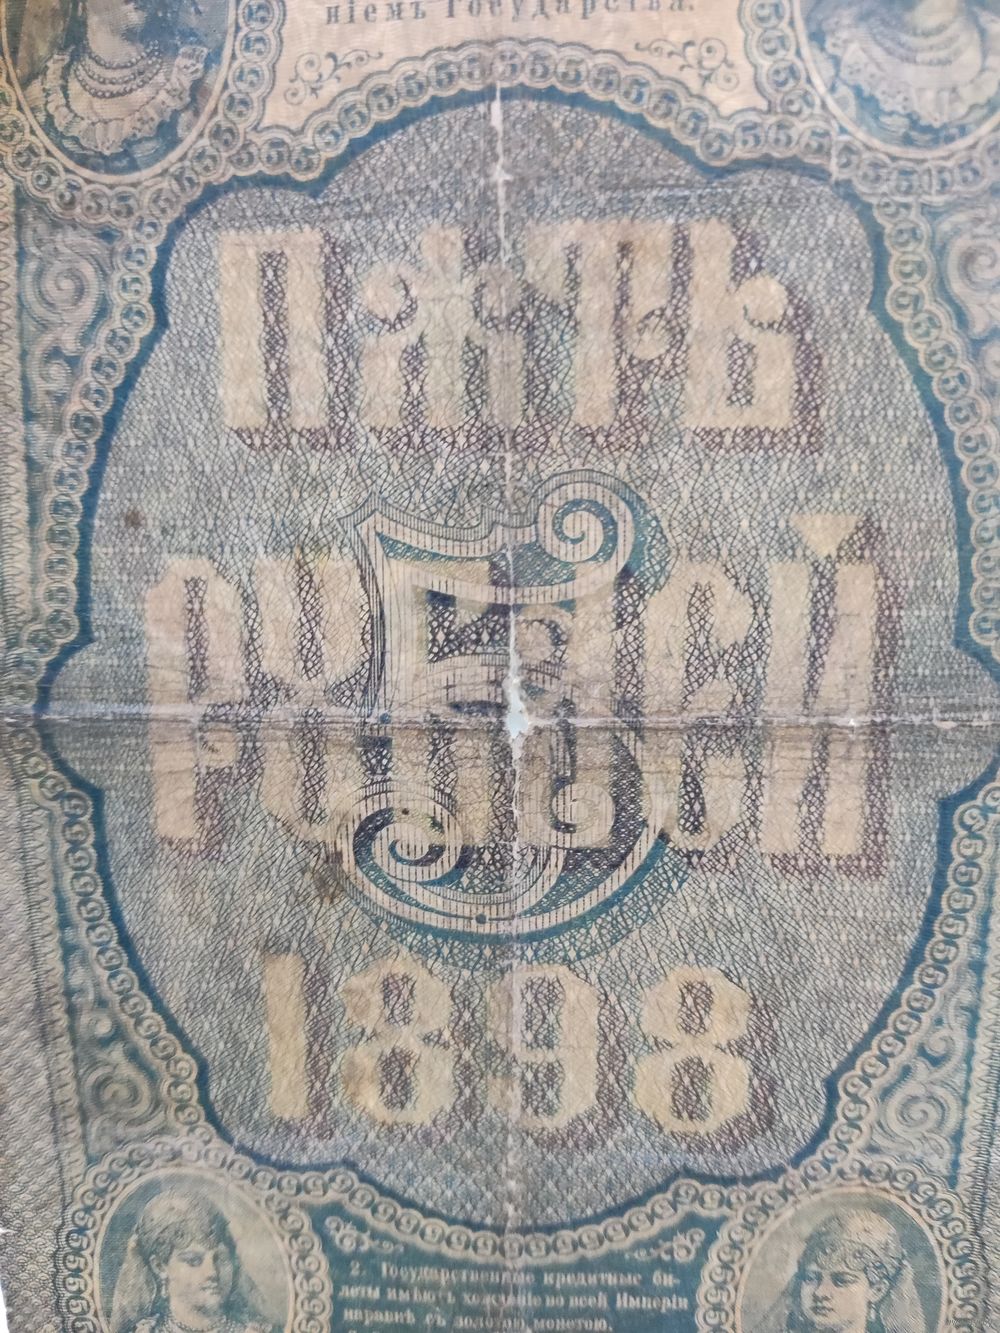 ніемъ Государства.
ПЯТЬ
РУБЛЕЙ
5
1898
2. Государственные кредитные би-
леты имѣютъ хожденіе во всей Имперіи
наравнѣ съ золотою монетою.